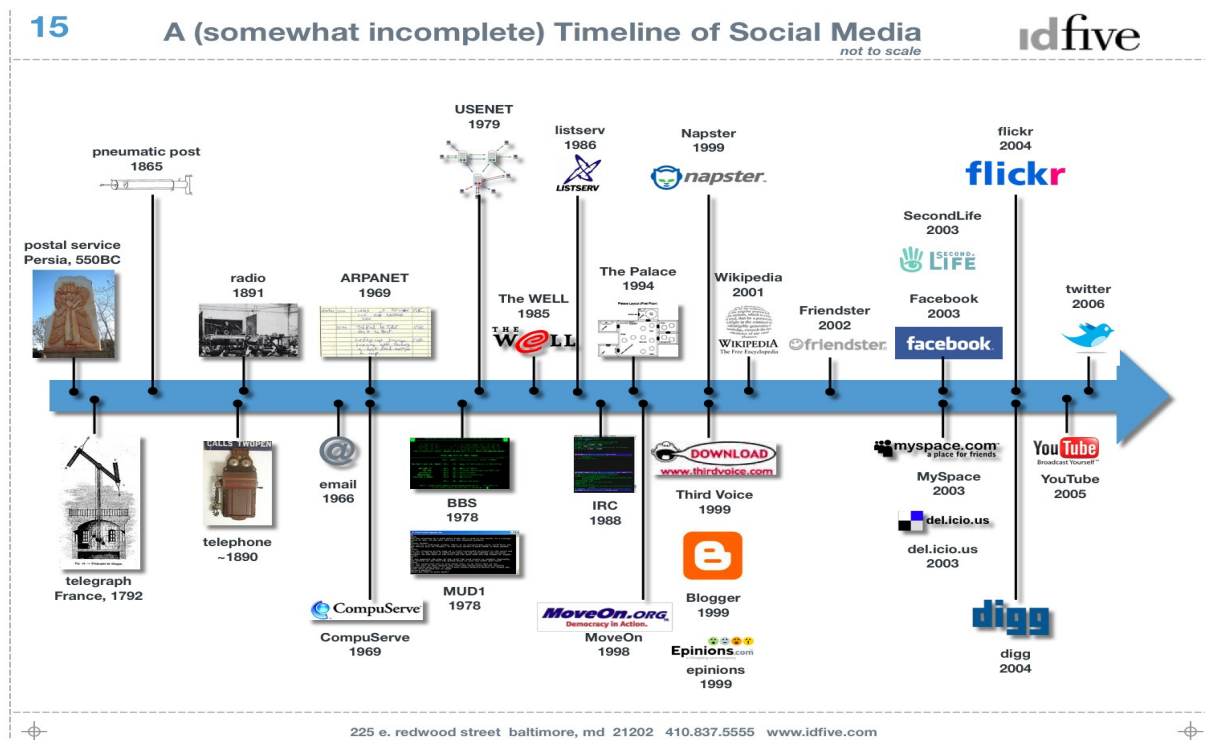 15
A (somewhat incomplete) Timeline of Social Media
not to scale
idfive
USENET
1979
listserv
1986
LISTSERV
Napster
1999
napster.
flickr
2004
flickr
pneumatic post
1865
SecondLife
2003
SECOND
LIFE
postal service
Persia, 550BC
radio
1891
ARPANET
1969
The WELL
1985
THE
WELL
The Palace
1994
Wikipedia
2001
WIKIPEDIA
The Free Encyclopedia
Friendster
2002
friendster.
Facebook
2003
facebook.
twitter
2006
CALLS TWOPEN
telegraph
France, 1792
telephone
~1890
@
email
1966
CompuServe
CompuServe
1969
BBS
1978
MUD1
1978
IRC
1988
MoveOn.ORG
Democracy in Action.
MoveOn
1998
DOWNLOAD
www.thirdvoice.com
Third Voice
1999
Blogger
1999
Epinions.com
epinions
1999
myspace.com
a place for friends
MySpace
2003
del.icio.us
del.icio.us
2003
digg
digg
2004
YouTube
Broadcast Yourself
YouTube
2005
225 e. redwood street baltimore, md 21202 410.837.5555 www.idfive.com